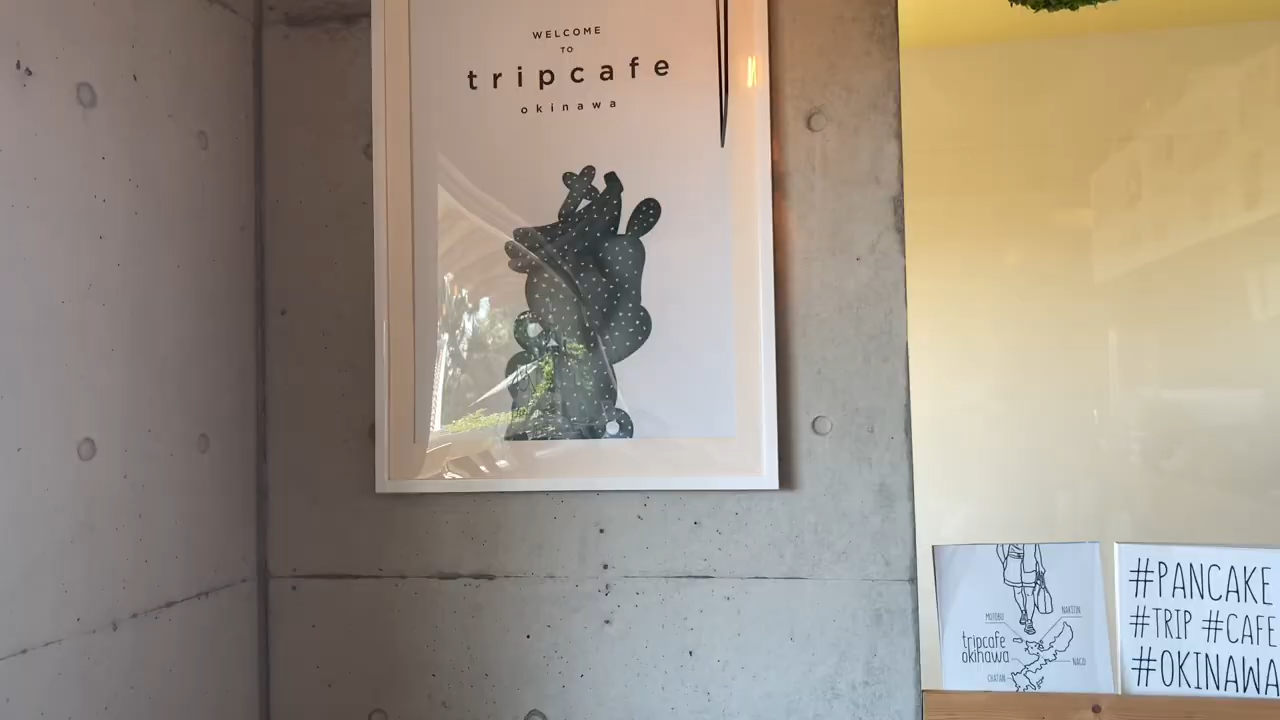 WELCOME
TO
tripcafe
okinawa
MOTOBU
NAKIJIN
tripcafe
okinawa
NAGO
CHATAN
#PANCAKE
#TRIP #CAFE
#OKINAWA